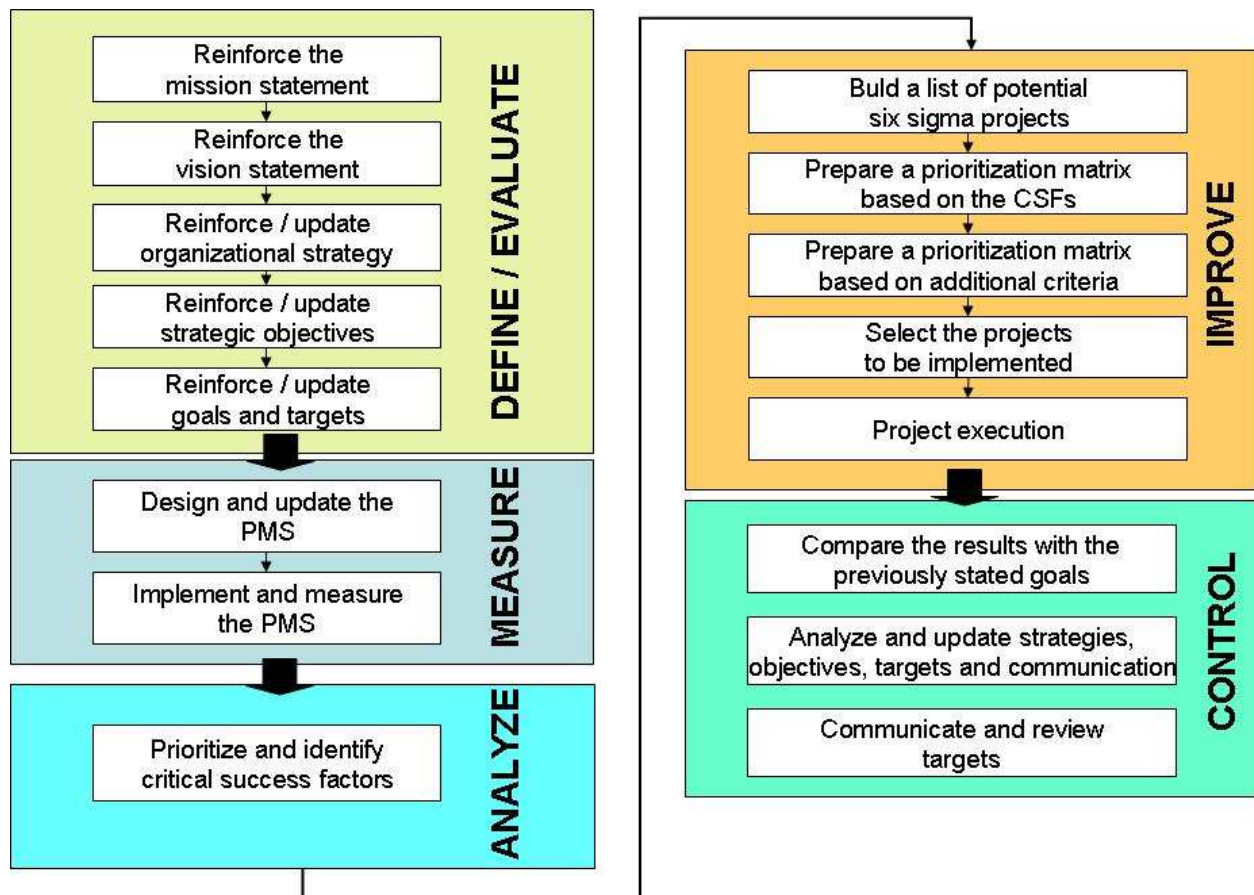 Reinforce the
mission statement
Reinforce the
vision statement
Reinforce / update
organizational strategy
Reinforce / update
strategic objectives
Reinforce / update
goals and targets
DEFINE / EVALUATE
Design and update the
PMS
Implement and measure
the PMS
MEASURE
Prioritize and identify
critical success factors
ANALYZE
Buld a list of potential
six sigma projects
Prepare a prioritization matrix
based on the CSFs
Prepare a prioritization matrix
based on additional criteria
Select the projects
to be implemented
Project execution
IMPROVE
Compare the results with the
previously stated goals
Analyze and update strategies,
objectives, targets and communication
Communicate and review
targets
CONTROL